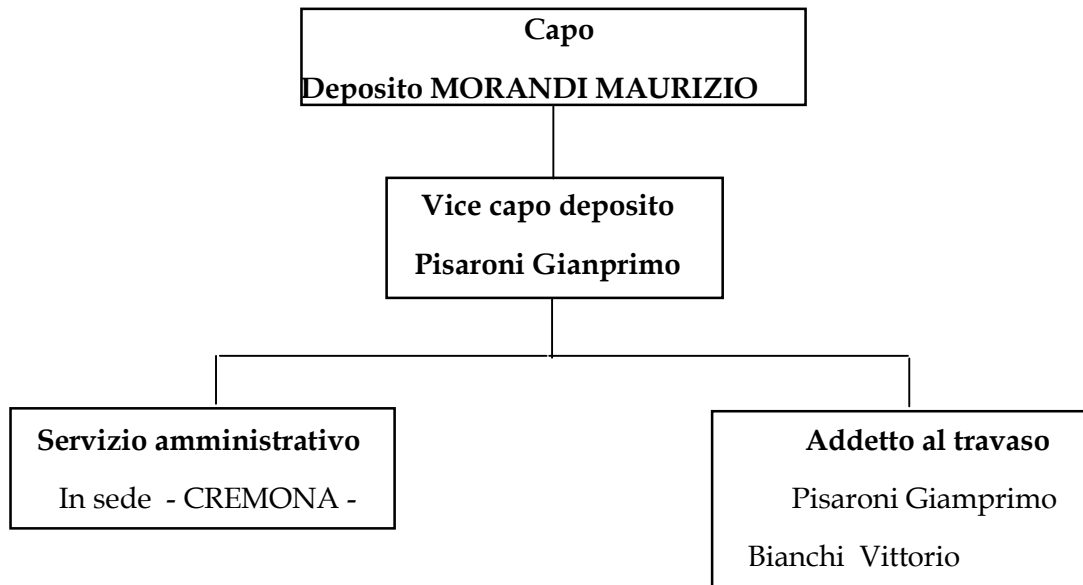 Capo
Deposito MORANDI MAURIZIO
Vice capo deposito
Pisaroni Gianprimo
Servizio amministrativo
In sede - CREMONA -
Addetto al travaso
Pisaroni Giamprimo
Bianchi Vittorio